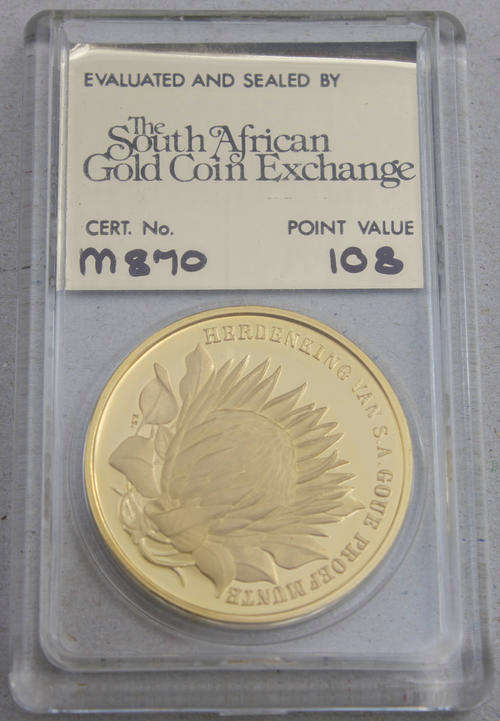 EVALUATED AND SEALED BY
The
South African
Gold Coin Exchange
CERT. No. POINT VALUE
M870 108
HERDENKING VAN S.A. GOUE PROEFMUNTE